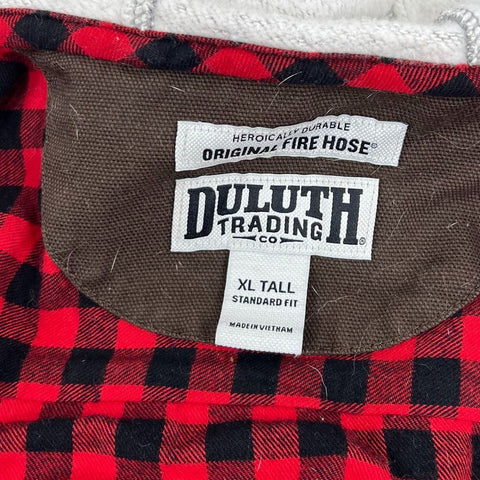 HEROICALLY DURABLE
ORIGINAL FIRE HOSE®
DULUTH
TRADING
CO ®
XL TALL
STANDARD FIT
MADE IN VIETNAM